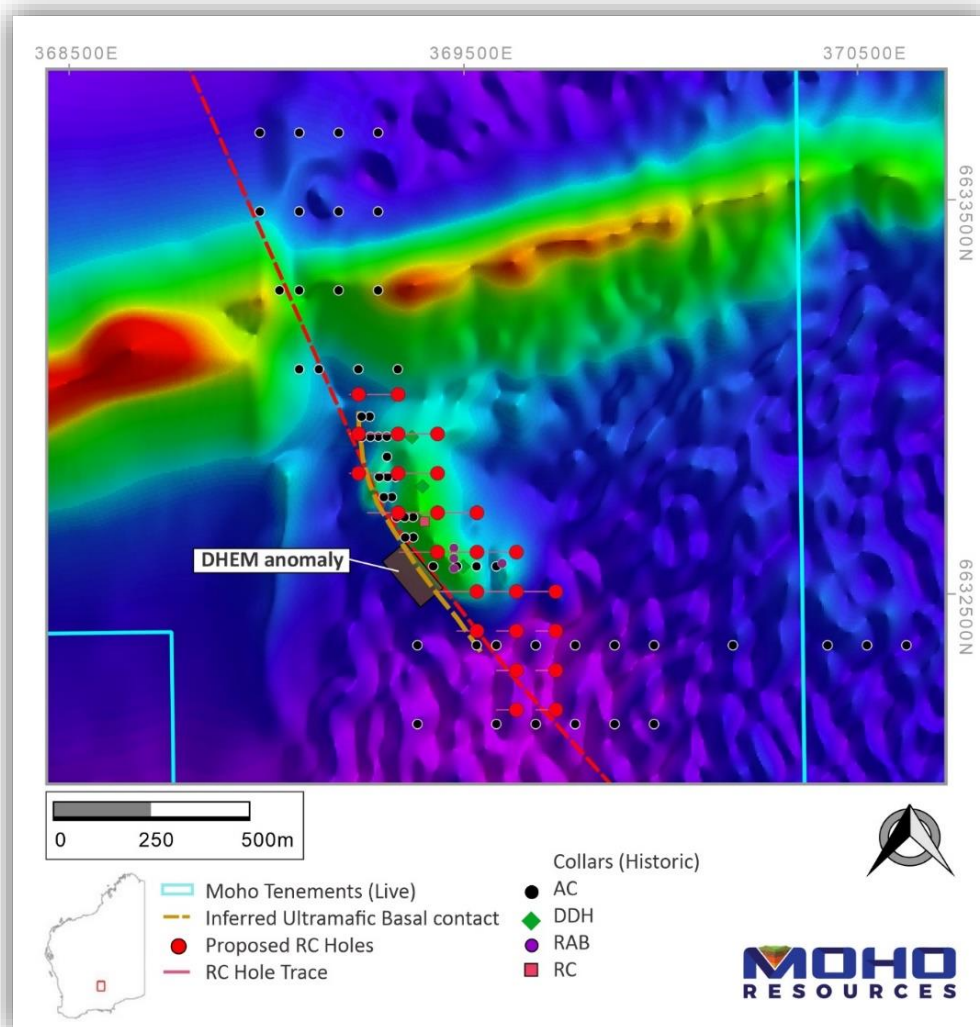 368500E 369500E 370500E
6633500N
DHEM anomaly
6632500N
0 250 500m
Collars (Historic)
Moho Tenements (Live)
Inferred Ultramafic Basal contact
Proposed RC Holes
RC Hole Trace
AC
DDH
RAB
RC
MOHO
RESOURCES